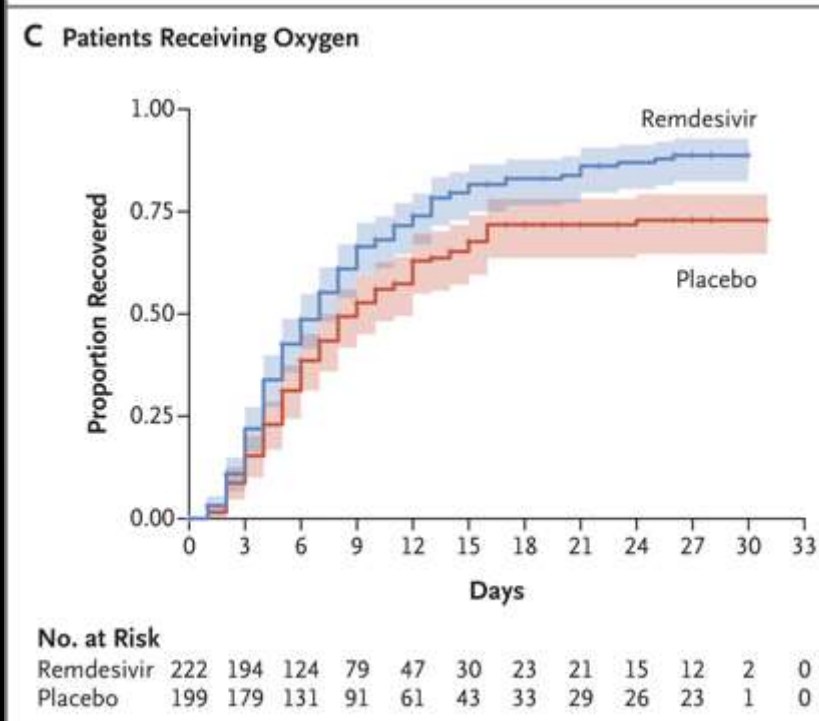 C Patients Receiving Oxygen
1.00
Remdesivir
0.75
Placebo
0.50
0.25
0.00
Proportion Recovered
0 3 6 9 12 15 18 21 24 27 30 33
Days
No. at Risk
Remdesivir 222 194 124 79 47 30 23 21 15 12 2 0
Placebo 199 179 131 91 61 43 33 29 26 23 1 0